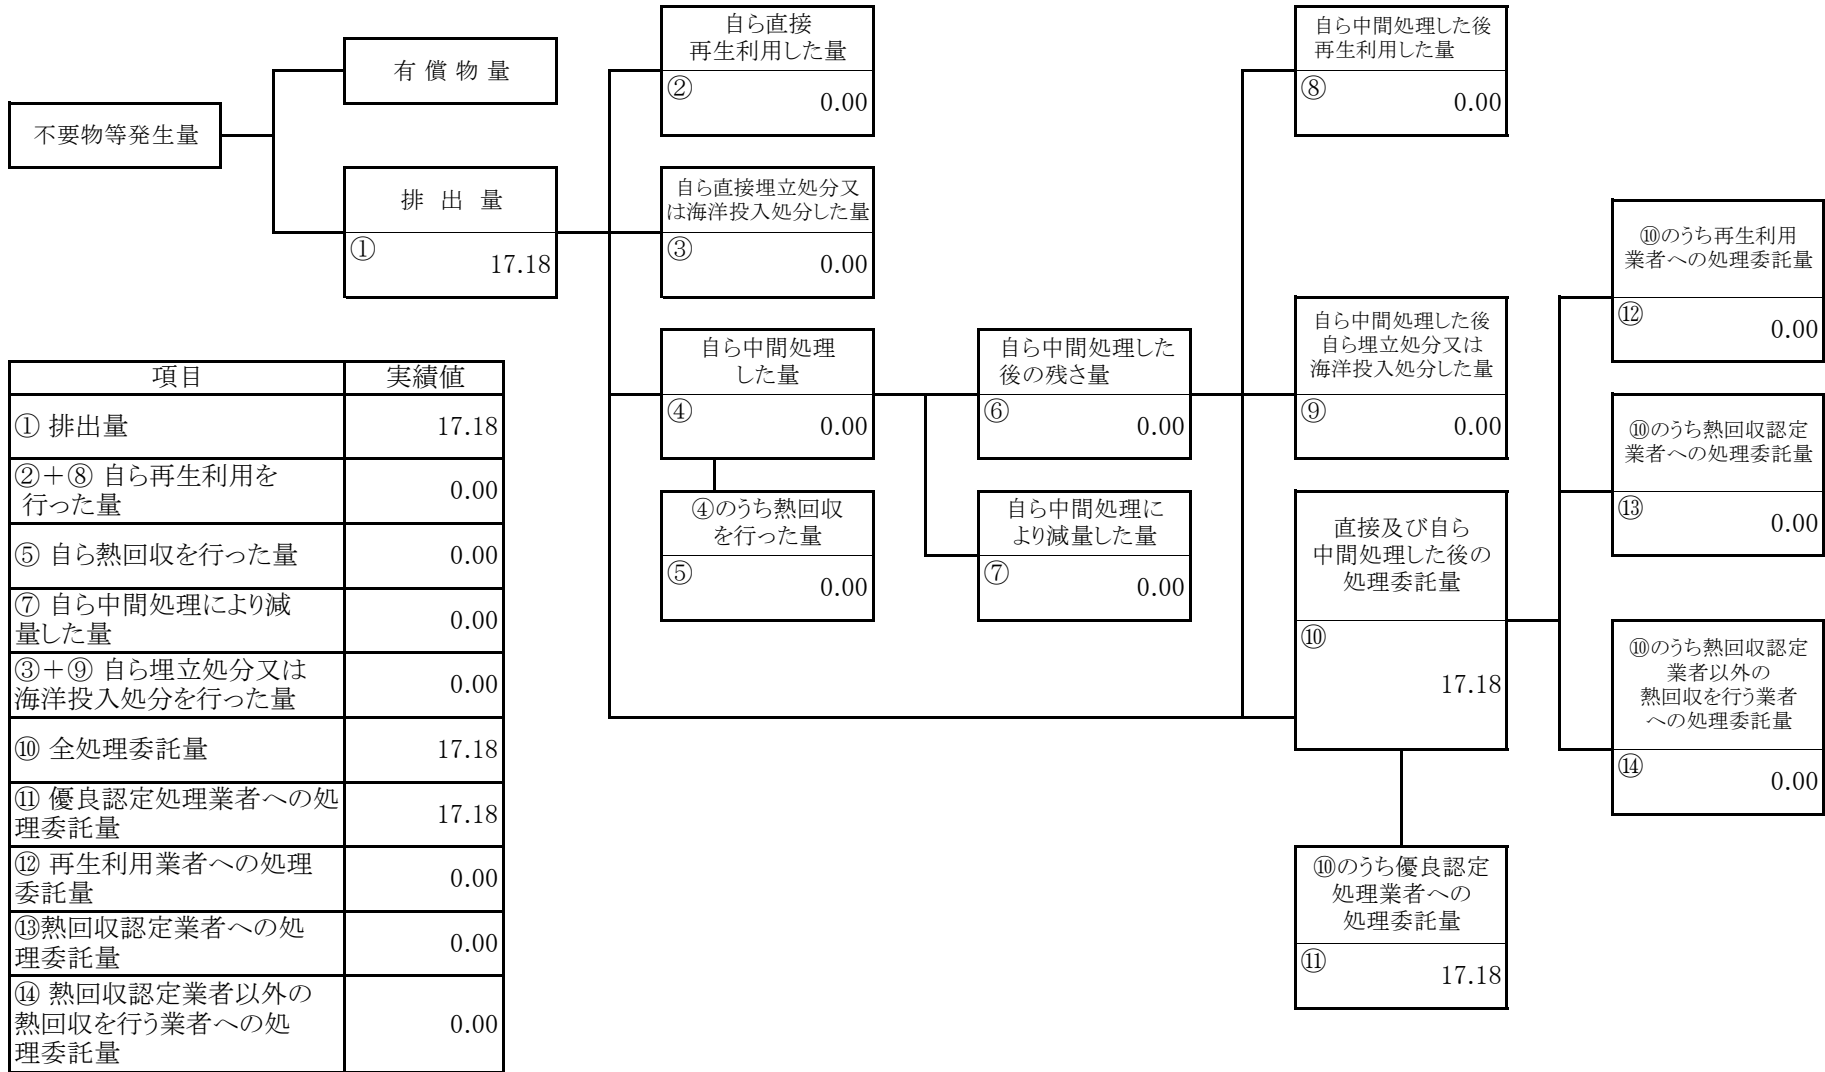 不要物等発生量
有 償 物 量
排 出 量
①
17.18
自ら直接
再生利用した量
②
0.00
自ら直接埋立処分又
は海洋投入処分した量
③
0.00
自ら中間処理
した量
④
0.00
④のうち熱回収
を行った量
⑤
0.00
自ら中間処理した
後の残さ量
⑥
0.00
自ら中間処理に
より減量した量
⑦
0.00
自ら中間処理した後
再生利用した量
⑧
0.00
自ら中間処理した後
自ら埋立処分又は
海洋投入処分した量
⑨
0.00
直接及び自ら
中間処理した後の
処理委託量
⑩
17.18
⑩のうち優良認定
処理業者への
処理委託量
⑪
17.18
⑩のうち再生利用
業者への処理委託量
⑫
0.00
⑩のうち熱回収認定
業者への処理委託量
⑬
0.00
⑩のうち熱回収認定
業者以外の
熱回収を行う業者
への処理委託量
⑭
0.00
項目 実績値
① 排出量 17.18
②+⑧ 自ら再生利用を
行った量 0.00
⑤ 自ら熱回収を行った量 0.00
⑦ 自ら中間処理により減
量した量 0.00
③+⑨ 自ら埋立処分又は
海洋投入処分を行った量 0.00
⑩ 全処理委託量 17.18
⑪ 優良認定処理業者への処
理委託量 17.18
⑫ 再生利用業者への処理
委託量 0.00
⑬熱回収認定業者への処
理委託量 0.00
⑭ 熱回収認定業者以外の
熱回収を行う業者への処
理委託量 0.00